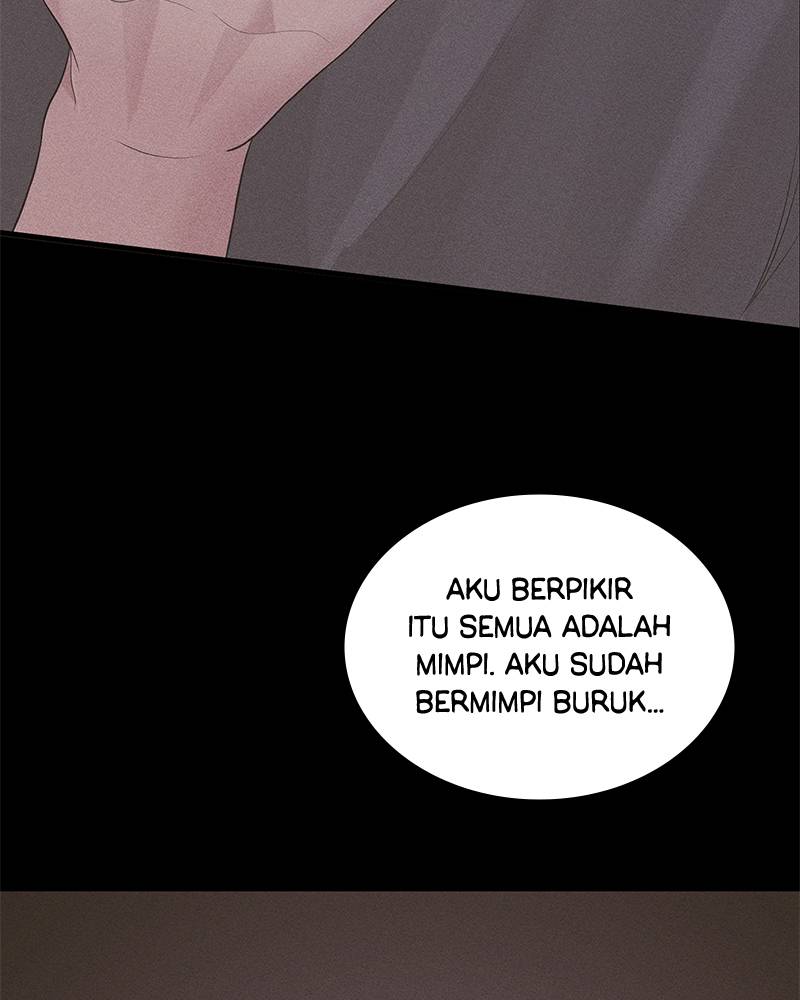 AKU BERPIKIR
ITU SEMUA ADALAH
MIMPI. AKU SUDAH
BERMIMPI BURUK...